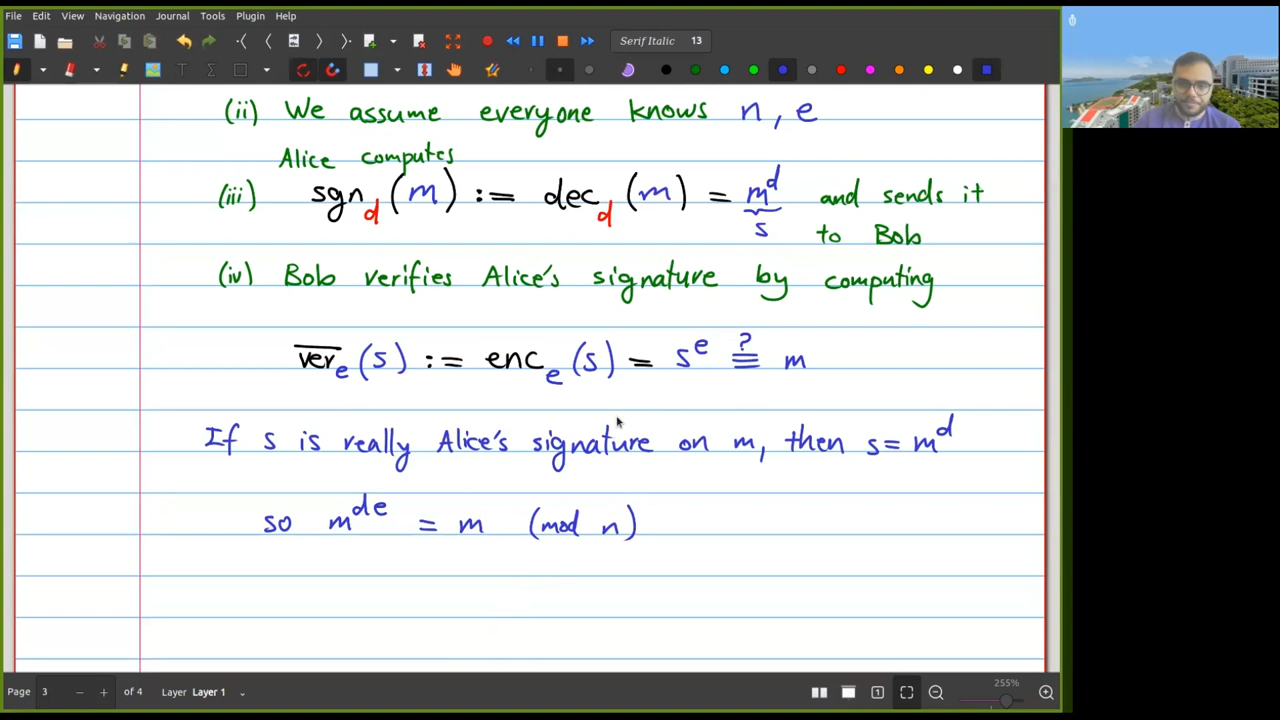 File Edit View Navigation Journal Tools Plugin Help
Serif Italic 13
(ii) We assume everyone knows n, e
Alice computes
(iii) sgn_d (m) := dec_d (m) = m^d and sends it
s to Bob
(iv) Bob verifies Alice's signature by computing
ver_e (s) := enc_e (s) = s^e ≟ m
If s is really Alice's signature on m, then s = m^d
so m^de = m (mod n)
Page 3 − + of 4 Layer Layer 1 255%